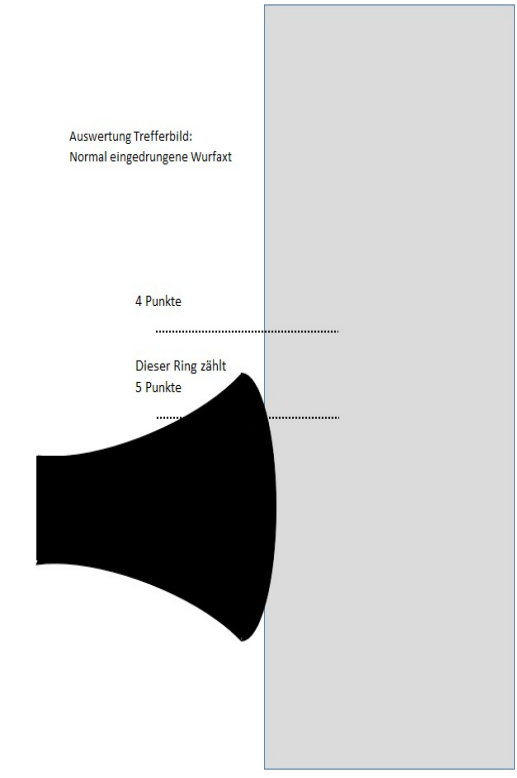 Auswertung Trefferbild:
Normal eingedrungene Wurfaxt
4 Punkte
Dieser Ring zählt
5 Punkte